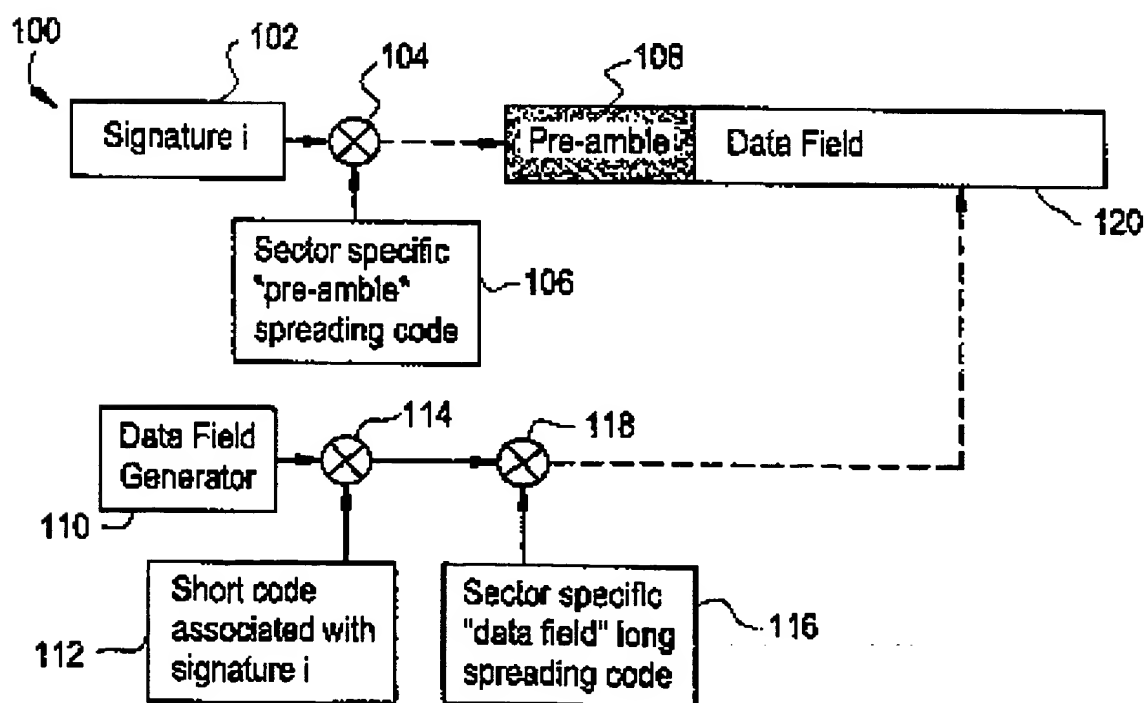 100
102
Signature i
104
108
Pre-amble
Data Field
120
Sector specific
"pre-amble"
spreading code
106
Data Field
Generator
110
114
118
Short code
associated with
signature i
112
Sector specific
"data field" long
spreading code
116